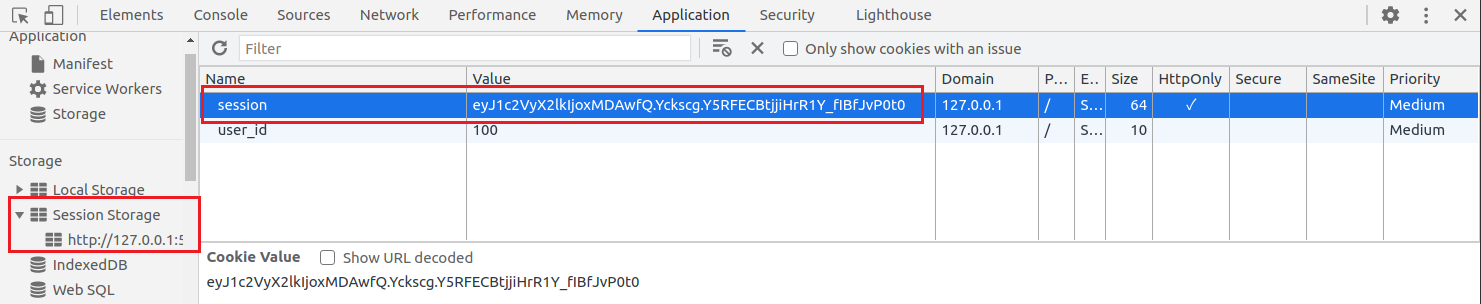 Elements Console Sources Network Performance Memory Application Security Lighthouse
Application
Manifest
Service Workers
Storage
Storage
Local Storage
Session Storage
http://127.0.0.1:5
IndexedDB
Web SQL
Filter Only show cookies with an issue
Name Value Domain P... E.. Size HttpOnly Secure SameSite Priority
session eyJ1c2VyX2lkIjoxMDAwfQ.Yckscg.Y5RFECBtjjiHrR1Y_fIBfJvP0t0 127.0.0.1 / S... 64 ✓ Medium
user_id 100 127.0.0.1 / S... 10 Medium
Cookie Value Show URL decoded
eyJ1c2VyX2lkIjoxMDAwfQ.Yckscg.Y5RFECBtjjiHrR1Y_fIBfJvP0t0